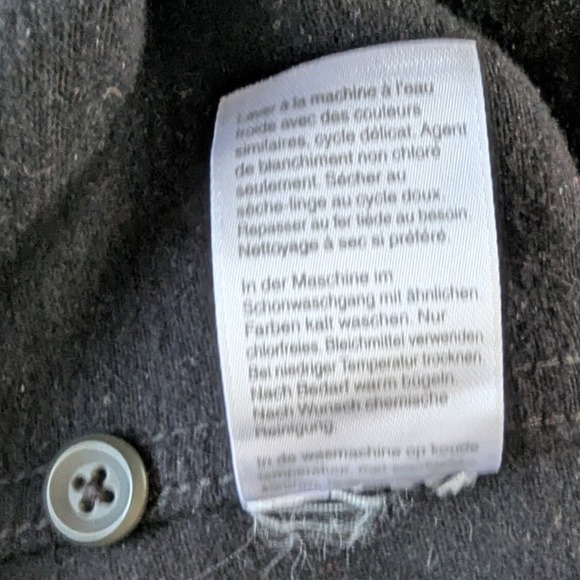 Laver à la machine à l'eau
froide avec des couleurs
similaires, cycle délicat. Agent
de blanchiment non chloré
seulement. Sécher au
sèche-linge au cycle doux.
Repasser au fer tiède au besoin.
Nettoyage à sec si préféré.
In der Maschine im
Schonwaschgang mit ähnlichen
Farben kalt waschen. Nur
chlorfreies Bleichmittel verwenden
Bei niedriger Temperatur trocknen
Nach Bedarf warm bügeln.
Nach Wunsch chemische
Reinigung.
In de wasmachine op koude
temperatuur met